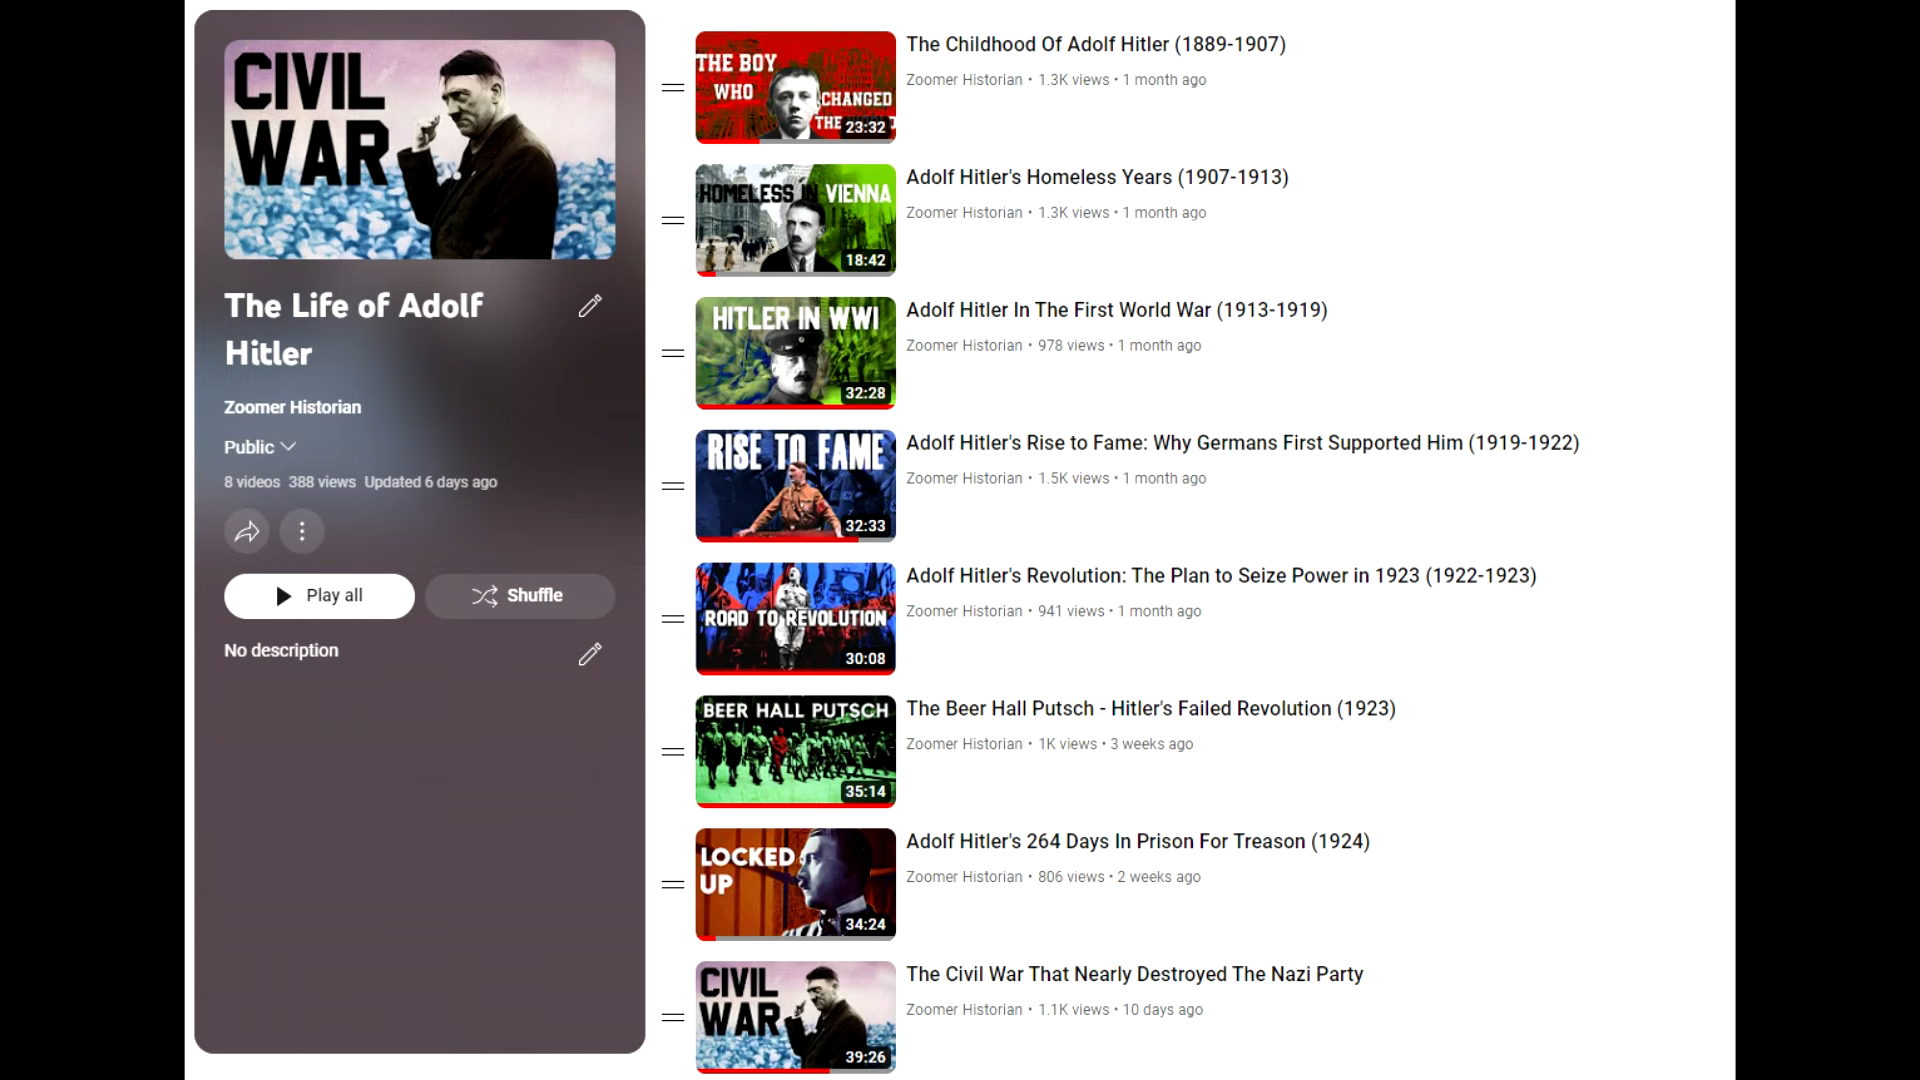 CIVIL
WAR
The Life of Adolf
Hitler
Zoomer Historian
Public
8 videos 388 views Updated 6 days ago
Play all
Shuffle
No description
THE BOY
WHO
CHANGED
THE
23:32
The Childhood Of Adolf Hitler (1889-1907)
Zoomer Historian • 1.3K views • 1 month ago
HOMELESS IN VIENNA
18:42
Adolf Hitler's Homeless Years (1907-1913)
Zoomer Historian • 1.3K views • 1 month ago
HITLER IN WWI
32:28
Adolf Hitler In The First World War (1913-1919)
Zoomer Historian • 978 views • 1 month ago
RISE TO FAME
32:33
Adolf Hitler's Rise to Fame: Why Germans First Supported Him (1919-1922)
Zoomer Historian • 1.5K views • 1 month ago
ROAD TO REVOLUTION
30:08
Adolf Hitler's Revolution: The Plan to Seize Power in 1923 (1922-1923)
Zoomer Historian • 941 views • 1 month ago
BEER HALL PUTSCH
35:14
The Beer Hall Putsch - Hitler's Failed Revolution (1923)
Zoomer Historian • 1K views • 3 weeks ago
LOCKED
UP
34:24
Adolf Hitler's 264 Days In Prison For Treason (1924)
Zoomer Historian • 806 views • 2 weeks ago
CIVIL
WAR
39:26
The Civil War That Nearly Destroyed The Nazi Party
Zoomer Historian • 1.1K views • 10 days ago